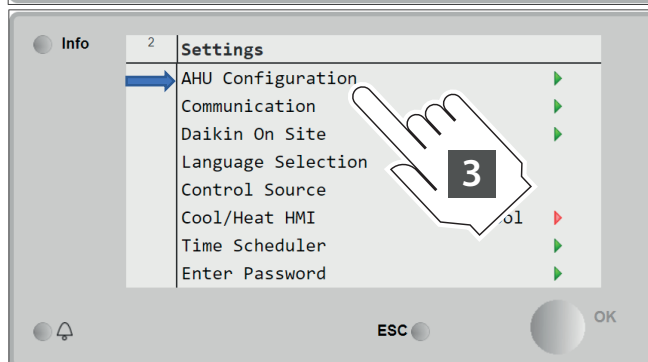 Info
2
Settings
AHU Configuration
Communication
Daikin On Site
Language Selection
Control Source
Cool/Heat HMI
Time Scheduler
Enter Password
3
ESC
OK